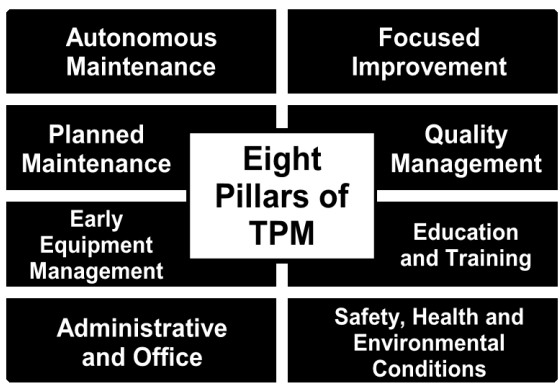 Autonomous
Maintenance
Focused
Improvement
Planned
Maintenance
Eight
Pillars of
TPM
Quality
Management
Early
Equipment
Management
Education
and Training
Administrative
and Office
Safety, Health and
Environmental
Conditions